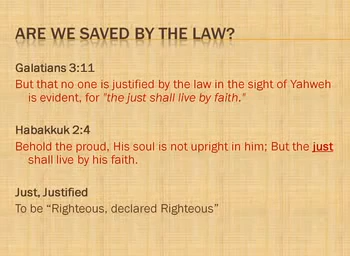 ARE WE SAVED BY THE LAW?
Galatians 3:11
But that no one is justified by the law in the sight of Yahweh
is evident, for "the just shall live by faith."
Habakkuk 2:4
Behold the proud, His soul is not upright in him; But the just
shall live by his faith.
Just, Justified
To be “Righteous, declared Righteous”